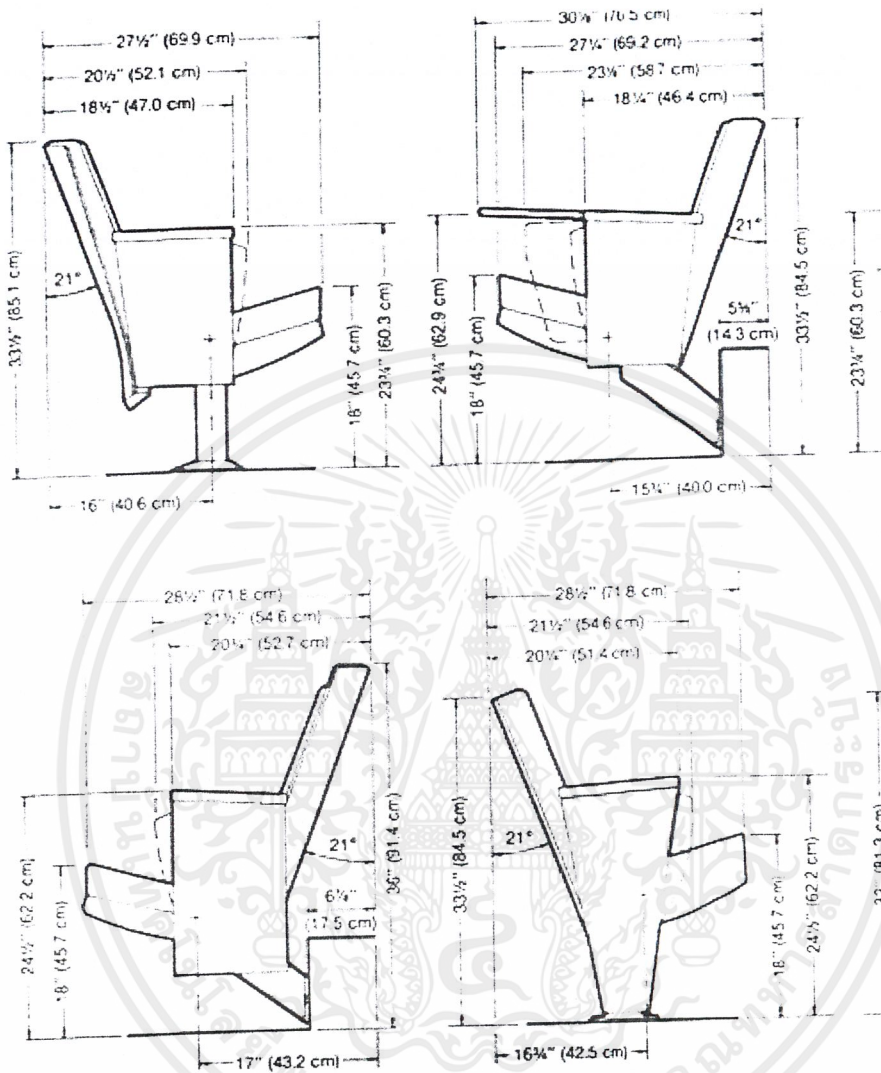 27½" (69.9 cm)
20½" (52.1 cm)
18½" (47.0 cm)
33½" (85.1 cm)
21°
18" (45.7 cm)
23¾" (60.3 cm)
16" (40.6 cm)
30⅛" (76.5 cm)
27¼" (69.2 cm)
23⅛" (58.7 cm)
18¼" (46.4 cm)
21°
5⅝"
(14.3 cm)
24¾" (62.9 cm)
18" (45.7 cm)
33½" (84.5 cm)
23¾" (60.3 cm)
15¾" (40.0 cm)
28½" (71.8 cm)
21½" (54.6 cm)
20¾" (52.7 cm)
24½" (62.2 cm)
18" (45.7 cm)
21°
6⅞"
(17.5 cm)
36" (91.4 cm)
17" (43.2 cm)
28½" (71.8 cm)
21½" (54.6 cm)
20¼" (51.4 cm)
33½" (84.5 cm)
21°
18" (45.7 cm)
24½" (62.2 cm)
16¾" (42.5 cm)